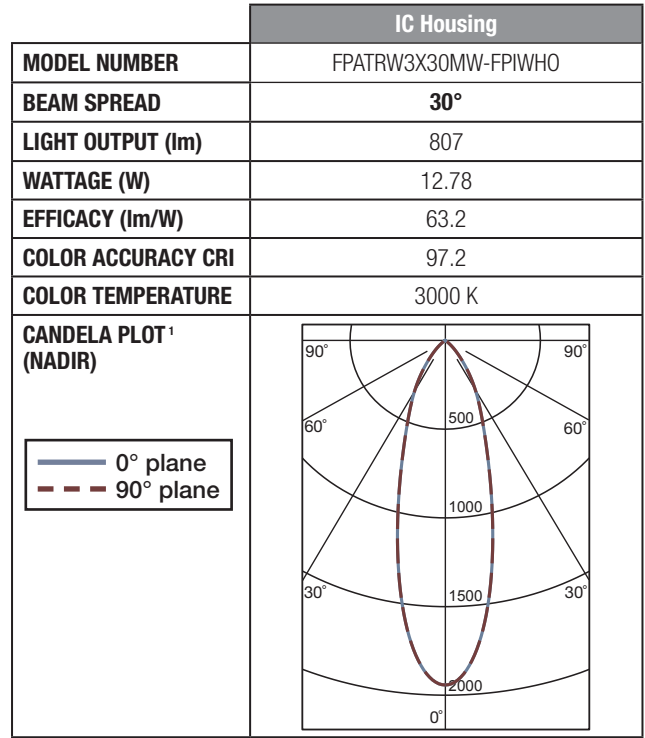 IC Housing
MODEL NUMBER FPATRW3X30MW-FPIWHO
BEAM SPREAD 30°
LIGHT OUTPUT (lm) 807
WATTAGE (W) 12.78
EFFICACY (lm/W) 63.2
COLOR ACCURACY CRI 97.2
COLOR TEMPERATURE 3000 K
CANDELA PLOT ¹
(NADIR)
0° plane
90° plane
90° 90°
500
60° 60°
1000
30° 1500 30°
2000
0°